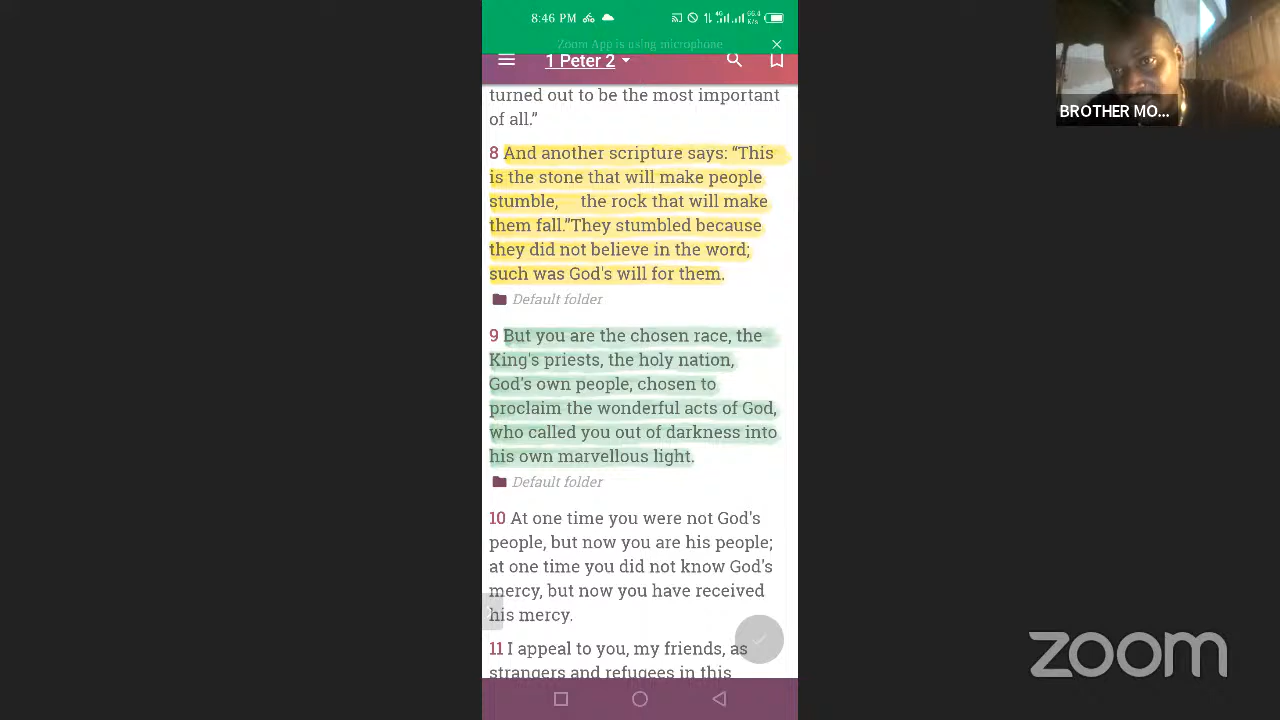 8:46 PM
4G
66.4
K/s
Zoom App is using microphone
1 Peter 2
turned out to be the most important
of all.”
8 And another scripture says: “This
is the stone that will make people
stumble, the rock that will make
them fall.”They stumbled because
they did not believe in the word;
such was God's will for them.
Default folder
9 But you are the chosen race, the
King's priests, the holy nation,
God's own people, chosen to
proclaim the wonderful acts of God,
who called you out of darkness into
his own marvellous light.
Default folder
10 At one time you were not God's
people, but now you are his people;
at one time you did not know God's
mercy, but now you have received
his mercy.
11 I appeal to you, my friends, as
strangers and refugees in this
BROTHER MO...
zoom